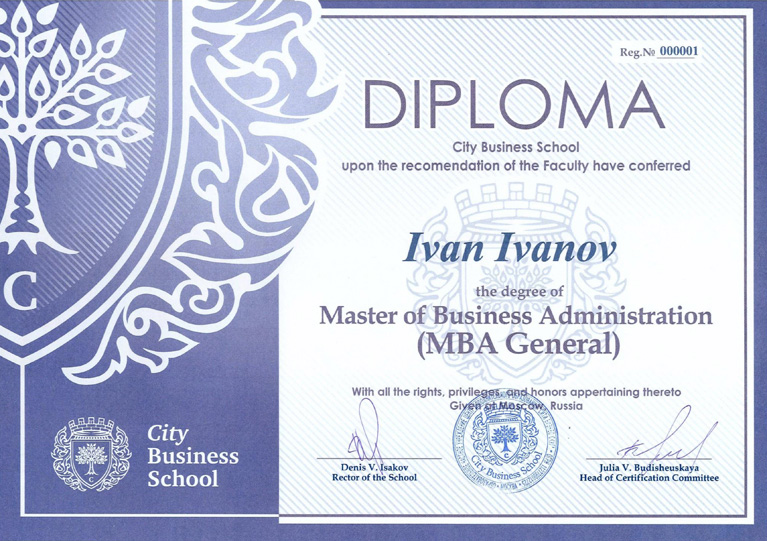 Reg.№ 000001
DIPLOMA
City Business School
upon the recomendation of the Faculty have conferred
Ivan Ivanov
the degree of
Master of Business Administration
(MBA General)
With all the rights, privileges, and honors appertaining thereto
Given of Moscow, Russia
Denis V. Isakov
Rector of the School
City Business School
Julia V. Budisheuskaya
Head of Certification Committee
C
C
City
Business
School